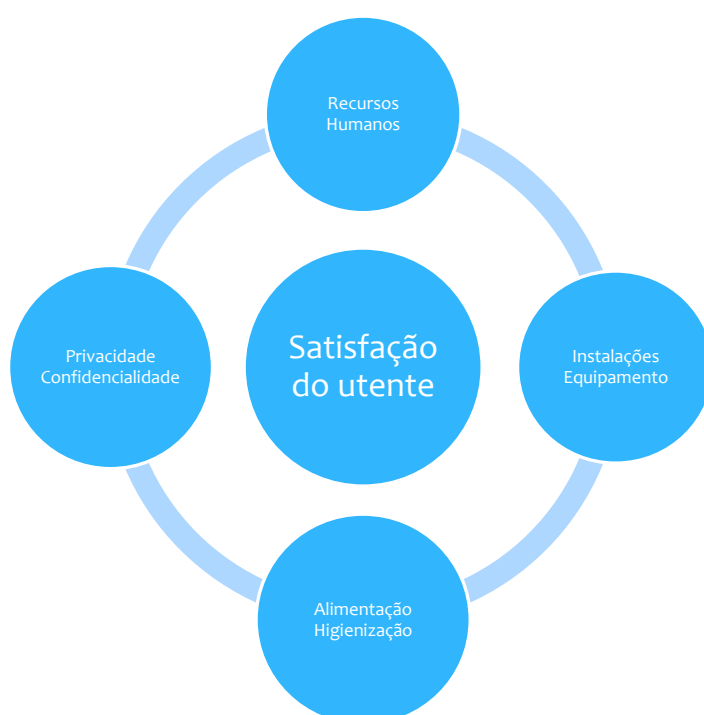 Recursos
Humanos
Privacidade
Confidencialidade
Satisfação
do utente
Instalações
Equipamento
Alimentação
Higienização